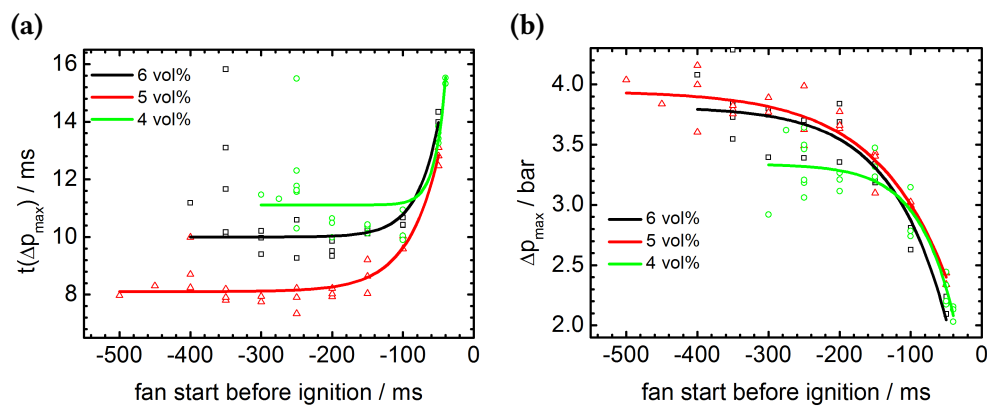 (a)
16
14
12
10
8
t(Δp_max) / ms
6 vol%
5 vol%
4 vol%
-500 -400 -300 -200 -100 0
fan start before ignition / ms
(b)
4.0
3.5
3.0
2.5
2.0
Δp_max / bar
6 vol%
5 vol%
4 vol%
-500 -400 -300 -200 -100 0
fan start before ignition / ms